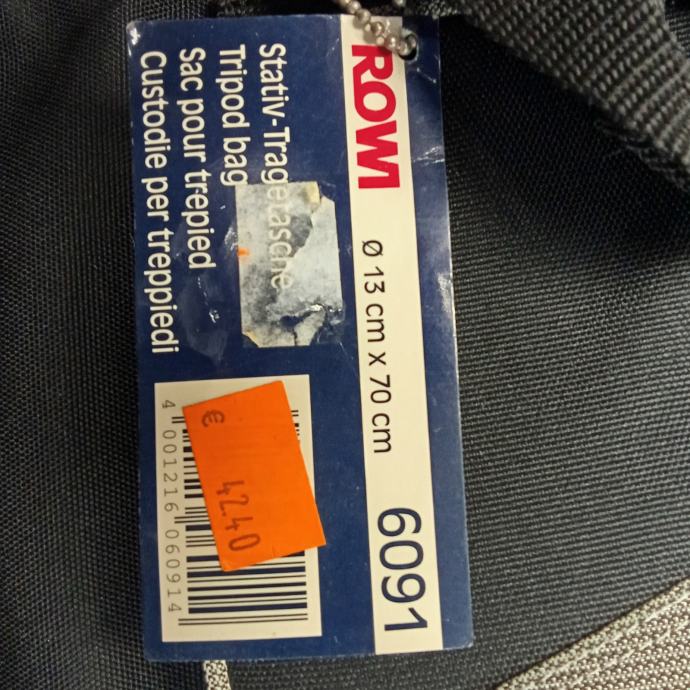 ROWI
Ø 13 cm x 70 cm
6091
Stativ-Tragetasche
Tripod bag
Sac pour trépied
Custodie per treppiedi
€ 42.40
4 001216 060914